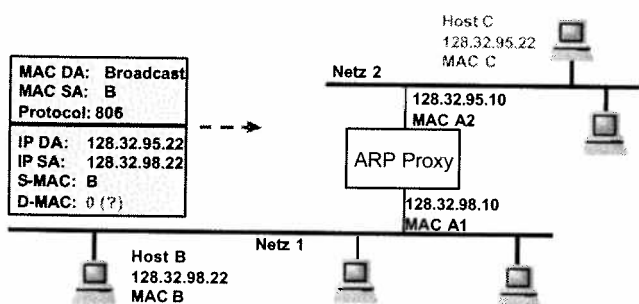 MAC DA: Broadcast
MAC SA: B
Protocol: 806
IP DA: 128.32.95.22
IP SA: 128.32.98.22
S-MAC: B
D-MAC: 0 (?)
Host C
128.32.95.22
MAC C
Netz 2
128.32.95.10
MAC A2
ARP Proxy
128.32.98.10
MAC A1
Netz 1
Host B
128.32.98.22
MAC B